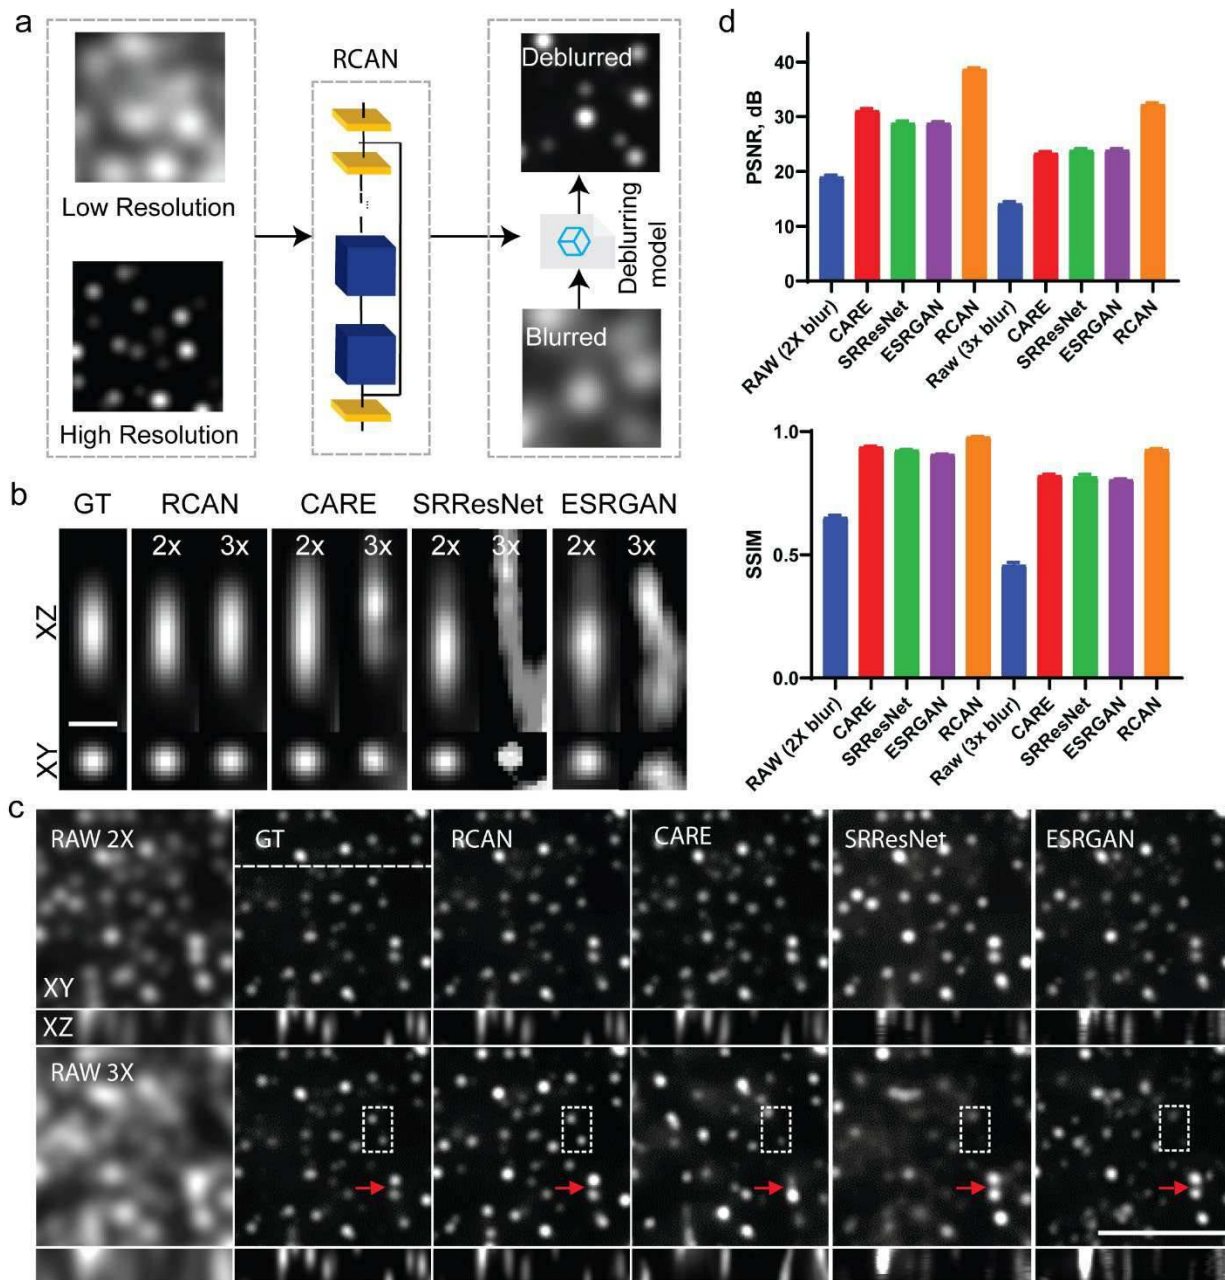 a
RCAN
Low Resolution
High Resolution
Deblurred
Deblurring
model
Blurred
b
GT RCAN CARE SRResNet ESRGAN
2x 3x 2x 3x 2x 3x 2x 3x
XZ
XY
c
RAW 2X GT RCAN CARE SRResNet ESRGAN
XY
XZ
RAW 3X
d
PSNR, dB
40
30
20
10
0
RAW (2X blur)
CARE
SRResNet
ESRGAN
RCAN
Raw (3x blur)
CARE
SRResNet
ESRGAN
RCAN
SSIM
1.0
0.5
0.0
RAW (2X blur)
CARE
SRResNet
ESRGAN
RCAN
Raw (3x blur)
CARE
SRResNet
ESRGAN
RCAN